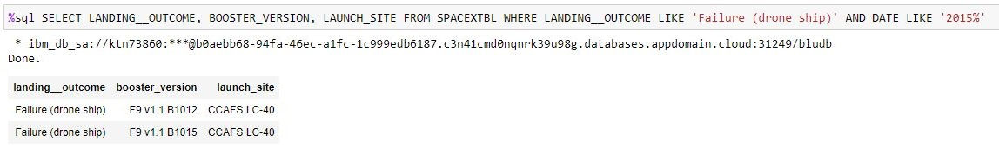 %sql SELECT LANDING__OUTCOME, BOOSTER_VERSION, LAUNCH_SITE FROM SPACEXTBL WHERE LANDING__OUTCOME LIKE 'Failure (drone ship)' AND DATE LIKE '2015%'
* ibm_db_sa://ktn73860:***@b0aebb68-94fa-46ec-a1fc-1c999edb6187.c3n41cmd0nqnrk39u98g.databases.appdomain.cloud:31249/bludb
Done.
landing__outcome booster_version launch_site
Failure (drone ship) F9 v1.1 B1012 CCAFS LC-40
Failure (drone ship) F9 v1.1 B1015 CCAFS LC-40